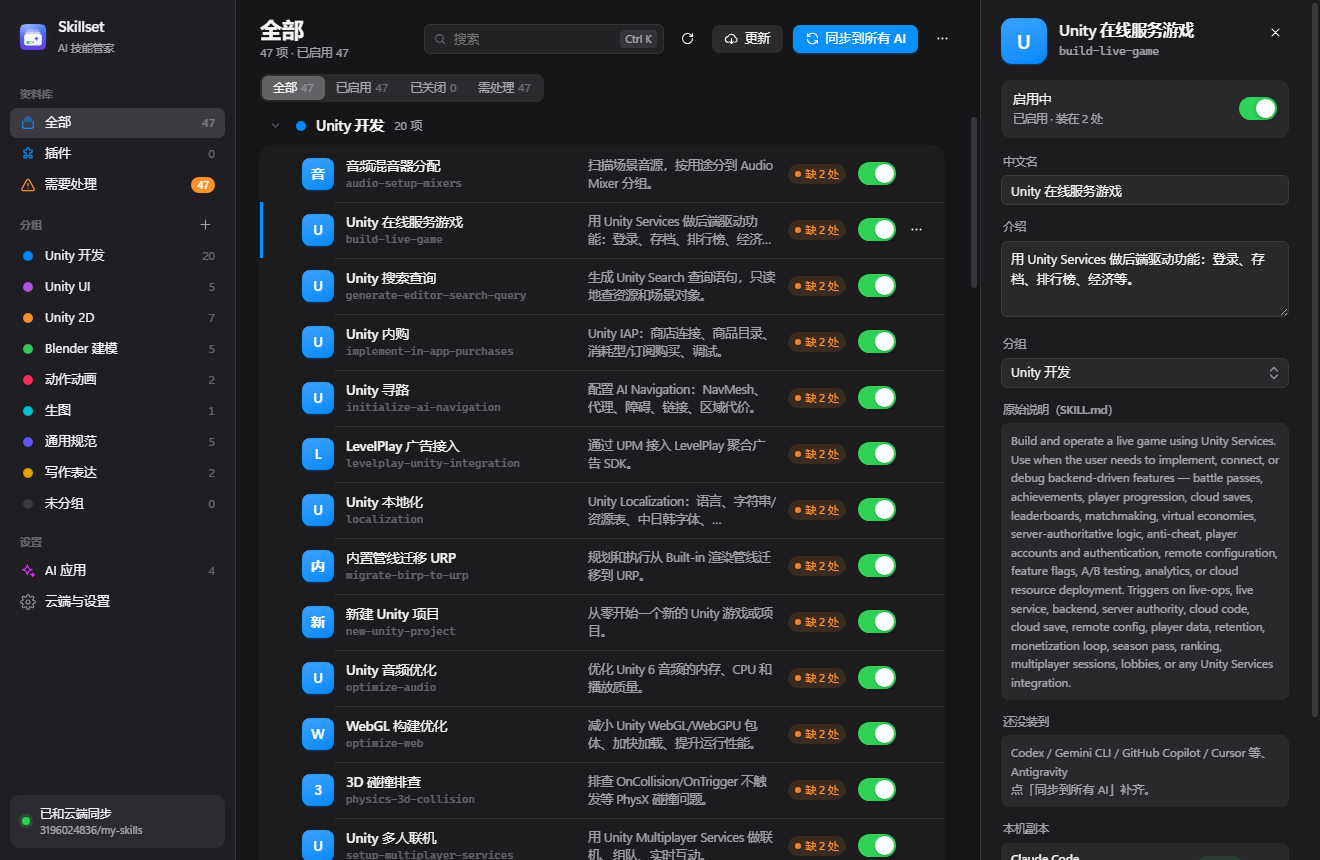 Skillset
AI 技能管家
资料库
全部 47
插件 0
需要处理 47
分组
Unity 开发 20
Unity UI 5
Unity 2D 7
Blender 建模 5
动作动画 2
生图 1
通用规范 5
写作表达 2
未分组 0
设置
AI 应用 4
云端与设置
已和云端同步
3196024836/my-skills
全部
47 项 · 已启用 47
搜索 Ctrl K
更新
同步到所有 AI
全部 47 已启用 47 已关闭 0 需处理 47
Unity 开发 20 项
音 音频混音器分配
audio-setup-mixers
扫描场景音源，按用途分到 Audio
Mixer 分组。
缺 2 处
U Unity 在线服务游戏
build-live-game
用 Unity Services 做后端驱动功
能：登录、存档、排行榜、经济...
缺 2 处
U Unity 搜索查询
generate-editor-search-query
生成 Unity Search 查询语句，只读
地查资源和场景对象。
缺 2 处
U Unity 内购
implement-in-app-purchases
Unity IAP：商店连接、商品目录、
消耗型/订阅购买、调试。
缺 2 处
U Unity 寻路
initialize-ai-navigation
配置 AI Navigation：NavMesh、
代理、障碍、链接、区域代价。
缺 2 处
L LevelPlay 广告接入
levelplay-unity-integration
通过 UPM 接入 LevelPlay 聚合广
告 SDK。
缺 2 处
U Unity 本地化
localization
Unity Localization：语言、字符串/
资源表、中日韩字体、...
缺 2 处
内 内置管线迁移 URP
migrate-birp-to-urp
规划和执行从 Built-in 渲染管线迁
移到 URP。
缺 2 处
新 新建 Unity 项目
new-unity-project
从零开始一个新的 Unity 游戏或项
目。
缺 2 处
U Unity 音频优化
optimize-audio
优化 Unity 6 音频的内存、CPU 和
播放质量。
缺 2 处
W WebGL 构建优化
optimize-web
减小 Unity WebGL/WebGPU 包
体、加快加载、提升运行性能。
缺 2 处
3 3D 碰撞排查
physics-3d-collision
排查 OnCollision/OnTrigger 不触
发等 PhysX 碰撞问题。
缺 2 处
U Unity 多人联机
setup-multiplayer-services
用 Unity Multiplayer Services 做联
机、组队、实时互动。
缺 2 处
U Unity 在线服务游戏
build-live-game
启用中
已启用 · 装在 2 处
中文名
Unity 在线服务游戏
介绍
用 Unity Services 做后端驱动功能：登录、存
档、排行榜、经济等。
分组
Unity 开发
原始说明（SKILL.md）
Build and operate a live game using Unity Services.
Use when the user needs to implement, connect, or
debug backend-driven features — battle passes,
achievements, player progression, cloud saves,
leaderboards, matchmaking, virtual economies,
server-authoritative logic, anti-cheat, player
accounts and authentication, remote configuration,
feature flags, A/B testing, analytics, or cloud
resource deployment. Triggers on live-ops, live
service, backend, server authority, cloud code,
cloud save, remote config, player data, retention,
monetization loop, season pass, ranking,
multiplayer sessions, lobbies, or any Unity Services
integration.
还没装到
Codex / Gemini CLI / GitHub Copilot / Cursor 等、
Antigravity
点「同步到所有 AI」补齐。
本机副本
Claude Code